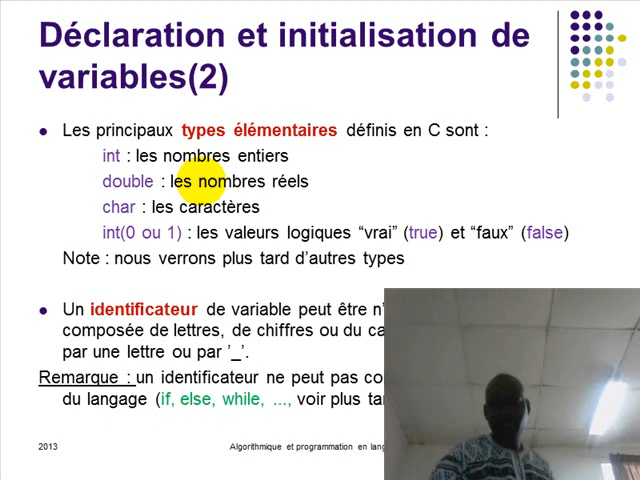 Déclaration et initialisation de
variables(2)
Les principaux types élémentaires définis en C sont :
int : les nombres entiers
double : les nombres réels
char : les caractères
int(0 ou 1) : les valeurs logiques “vrai” (true) et “faux” (false)
Note : nous verrons plus tard d’autres types
Un identificateur de variable peut être
composée de lettres, de chiffres ou du
par une lettre ou par ’_’.
Remarque : un identificateur ne peut pas
du langage (if, else, while, ..., voir plus
2013
Algorithmique et programmation en